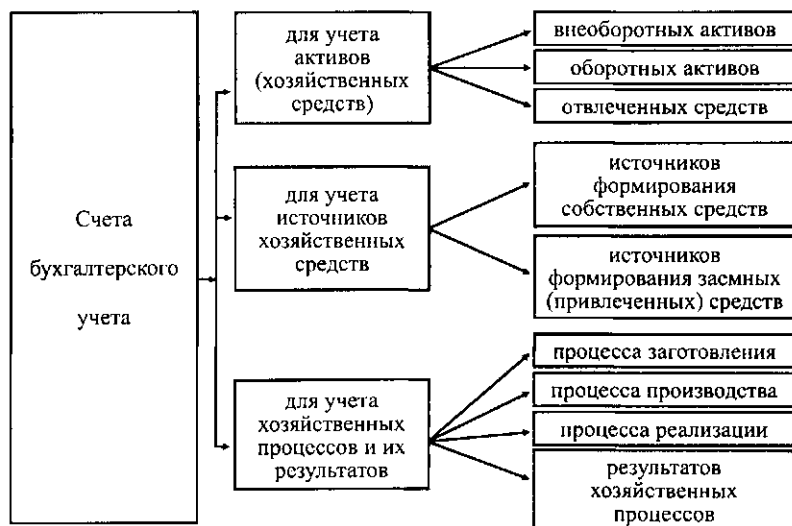 Счета
бухгалтерского
учета
для учета
активов
(хозяйственных
средств)
внеоборотных активов
оборотных активов
отвлеченных средств
для учета
источников
хозяйственных
средств
источников
формирования
собственных средств
источников
формирования заемных
(привлеченных) средств
для учета
хозяйственных
процессов и их
результатов
процесса заготовления
процесса производства
процесса реализации
результатов
хозяйственных
процессов